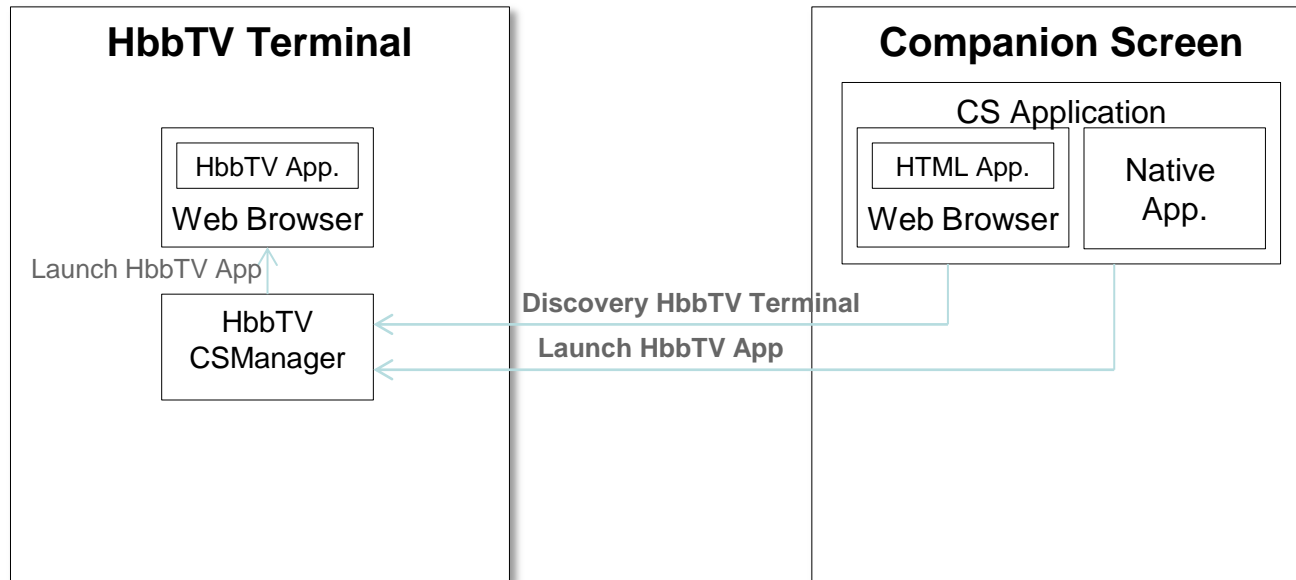 HbbTV Terminal
HbbTV App.
Web Browser
Launch HbbTV App
HbbTV
CSManager
Discovery HbbTV Terminal
Launch HbbTV App
Companion Screen
CS Application
HTML App.
Web Browser
Native
App.